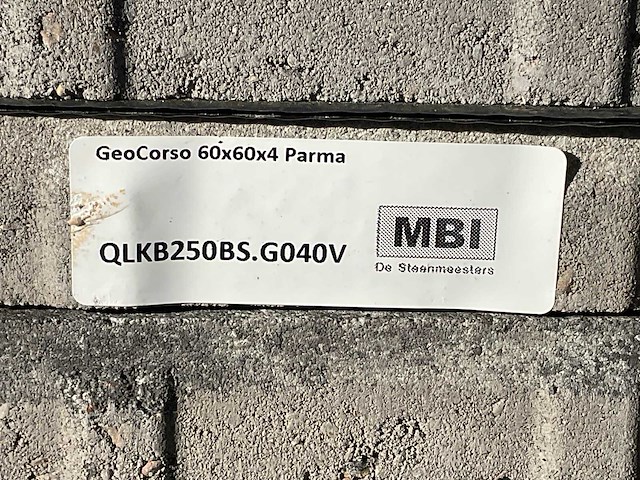 GeoCorso 60x60x4 Parma
QLKB250BS.G040V
MBI
De Steenmeesters